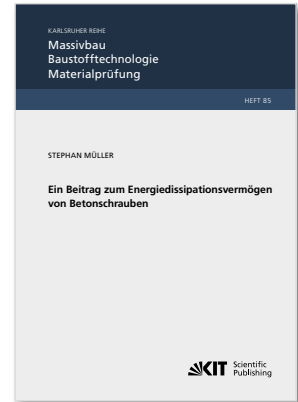 KARLSRUHER REIHE
Massivbau
Baustofftechnologie
Materialprüfung
HEFT 85
STEPHAN MÜLLER
Ein Beitrag zum Energiedissipationsvermögen
von Betonschrauben
KIT Scientific
Publishing